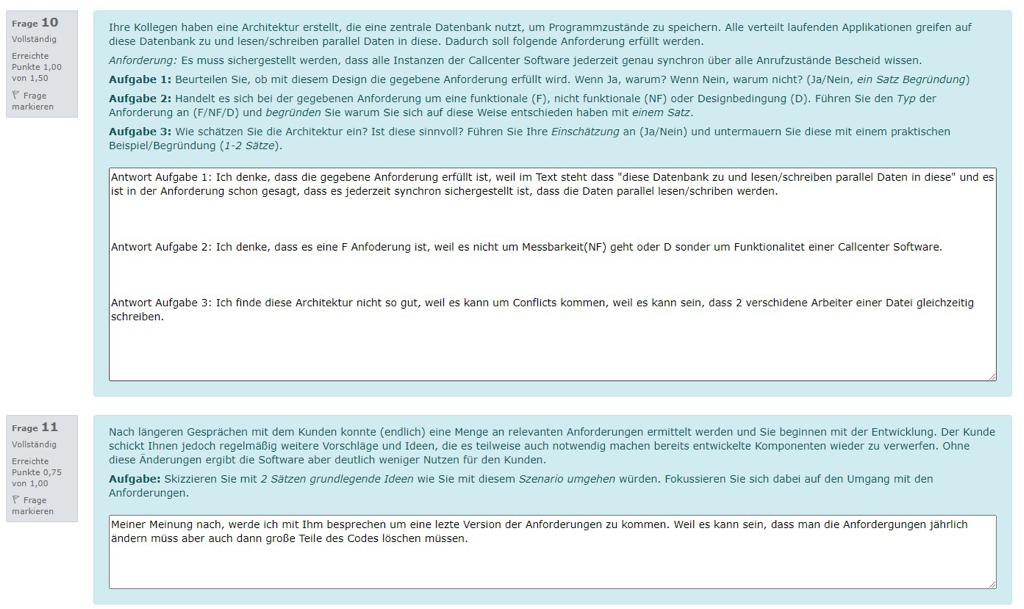 Frage 10
Vollständig
Erreichte
Punkte 1,00
von 1,50
Frage
markieren
Ihre Kollegen haben eine Architektur erstellt, die eine zentrale Datenbank nutzt, um Programmzustände zu speichern. Alle verteilt laufenden Applikationen greifen auf
diese Datenbank zu und lesen/schreiben parallel Daten in diese. Dadurch soll folgende Anforderung erfüllt werden.
Anforderung: Es muss sichergestellt werden, dass alle Instanzen der Callcenter Software jederzeit genau synchron über alle Anrufzustände Bescheid wissen.
Aufgabe 1: Beurteilen Sie, ob mit diesem Design die gegebene Anforderung erfüllt wird. Wenn Ja, warum? Wenn Nein, warum nicht? (Ja/Nein, ein Satz Begründung)
Aufgabe 2: Handelt es sich bei der gegebenen Anforderung um eine funktionale (F), nicht funktionale (NF) oder Designbedingung (D). Führen Sie den Typ der
Anforderung an (F/NF/D) und begründen Sie warum Sie sich auf diese Weise entschieden haben mit einem Satz.
Aufgabe 3: Wie schätzen Sie die Architektur ein? Ist diese sinnvoll? Führen Sie Ihre Einschätzung an (Ja/Nein) und untermauern Sie diese mit einem praktischen
Beispiel/Begründung (1-2 Sätze).
Antwort Aufgabe 1: Ich denke, dass die gegebene Anforderung erfüllt ist, weil im Text steht dass "diese Datenbank zu und lesen/schreiben parallel Daten in diese" und es
ist in der Anforderung schon gesagt, dass es jederzeit synchron sichergestellt ist, dass die Daten parallel lesen/schriben werden.
Antwort Aufgabe 2: Ich denke, dass es eine F Anfoderung ist, weil es nicht um Messbarkeit(NF) geht oder D sonder um Funktionalitet einer Callcenter Software.
Antwort Aufgabe 3: Ich finde diese Architektur nicht so gut, weil es kann um Conflicts kommen, weil es kann sein, dass 2 verschidene Arbeiter einer Datei gleichzeitig
schreiben.
Frage 11
Vollständig
Erreichte
Punkte 0,75
von 1,00
Frage
markieren
Nach längeren Gesprächen mit dem Kunden konnte (endlich) eine Menge an relevanten Anforderungen ermittelt werden und Sie beginnen mit der Entwicklung. Der Kunde
schickt Ihnen jedoch regelmäßig weitere Vorschläge und Ideen, die es teilweise auch notwendig machen bereits entwickelte Komponenten wieder zu verwerfen. Ohne
diese Änderungen ergibt die Software aber deutlich weniger Nutzen für den Kunden.
Aufgabe: Skizzieren Sie mit 2 Sätzen grundlegende Ideen wie Sie mit diesem Szenario umgehen würden. Fokussieren Sie sich dabei auf den Umgang mit den
Anforderungen.
Meiner Meinung nach, werde ich mit Ihm besprechen um eine lezte Version der Anforderungen zu kommen. Weil es kann sein, dass man die Anfordergungen jährlich
ändern müss aber auch dann große Teile des Codes löschen müssen.